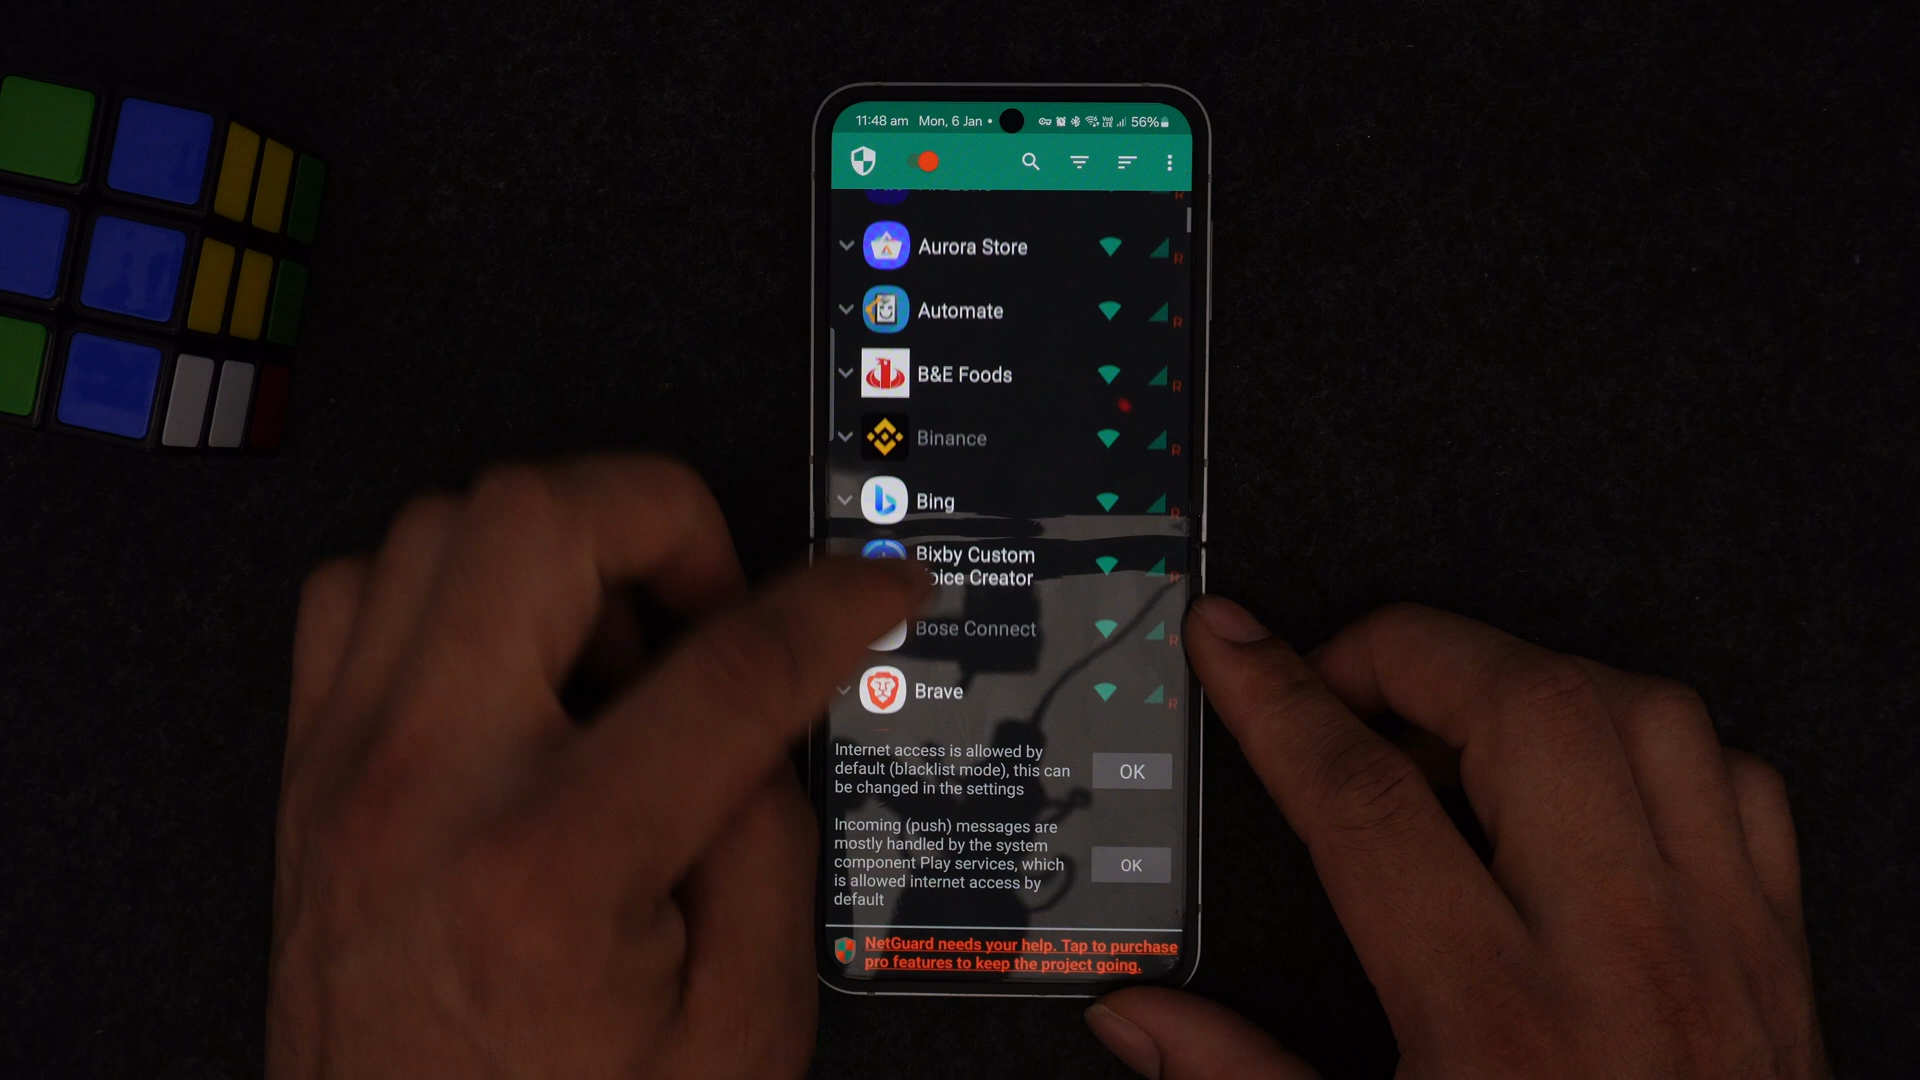 11:48 am Mon, 6 Jan • 56%
Aurora Store
R
Automate
R
B&E Foods
R
Binance
R
Bing
R
Bixby Custom
oice Creator
R
Bose Connect
R
Brave
R
Internet access is allowed by
default (blacklist mode), this can
be changed in the settings
OK
Incoming (push) messages are
mostly handled by the system
component Play services, which
is allowed internet access by
default
OK
NetGuard needs your help. Tap to purchase
pro features to keep the project going.